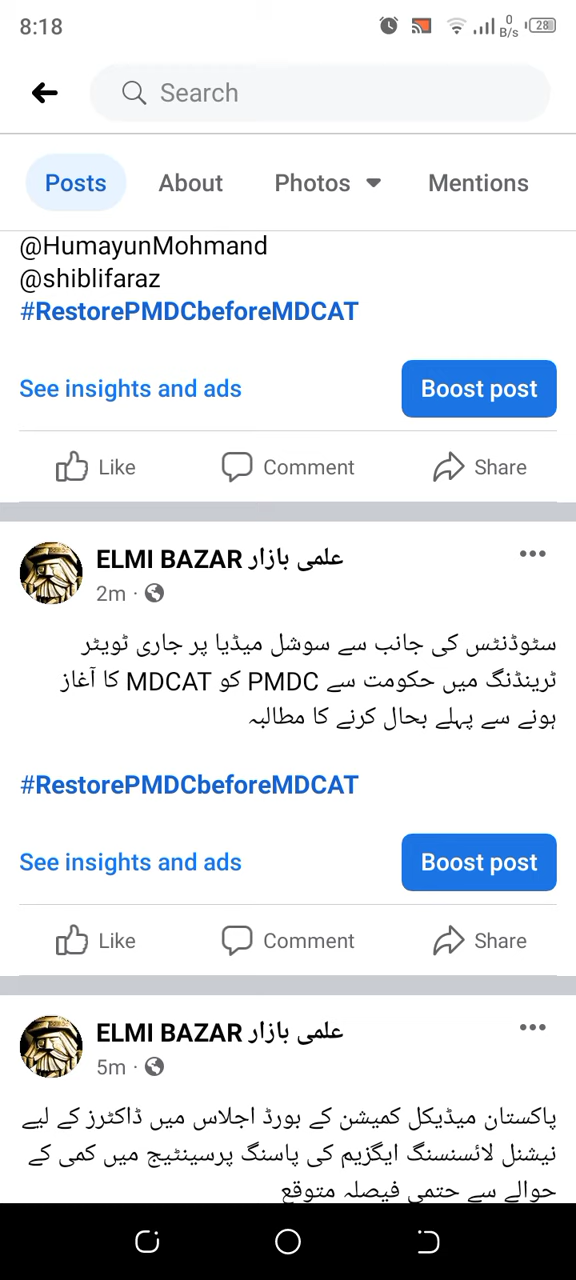 8:18
0
B/s
28
Search
Posts
About
Photos
Mentions
@HumayunMohmand
@shiblifaraz
#RestorePMDCbeforeMDCAT
See insights and ads
Boost post
Like
Comment
Share
ELMI BAZAR علمی بازار
2m ·
سٹوڈنٹس کی جانب سے سوشل میڈیا پر جاری ٹویٹر
ٹرینڈنگ میں حکومت سے PMDC کو MDCAT کا آغاز
ہونے سے پہلے بحال کرنے کا مطالبہ
#RestorePMDCbeforeMDCAT
See insights and ads
Boost post
Like
Comment
Share
ELMI BAZAR علمی بازار
5m ·
پاکستان میڈیکل کمیشن کے بورڈ اجلاس میں ڈاکٹرز کے لیے
نیشنل لائسنسنگ ایگزیم کی پاسنگ پرسینٹیج میں کمی کے
حوالے سے حتمی فیصلہ متوقع